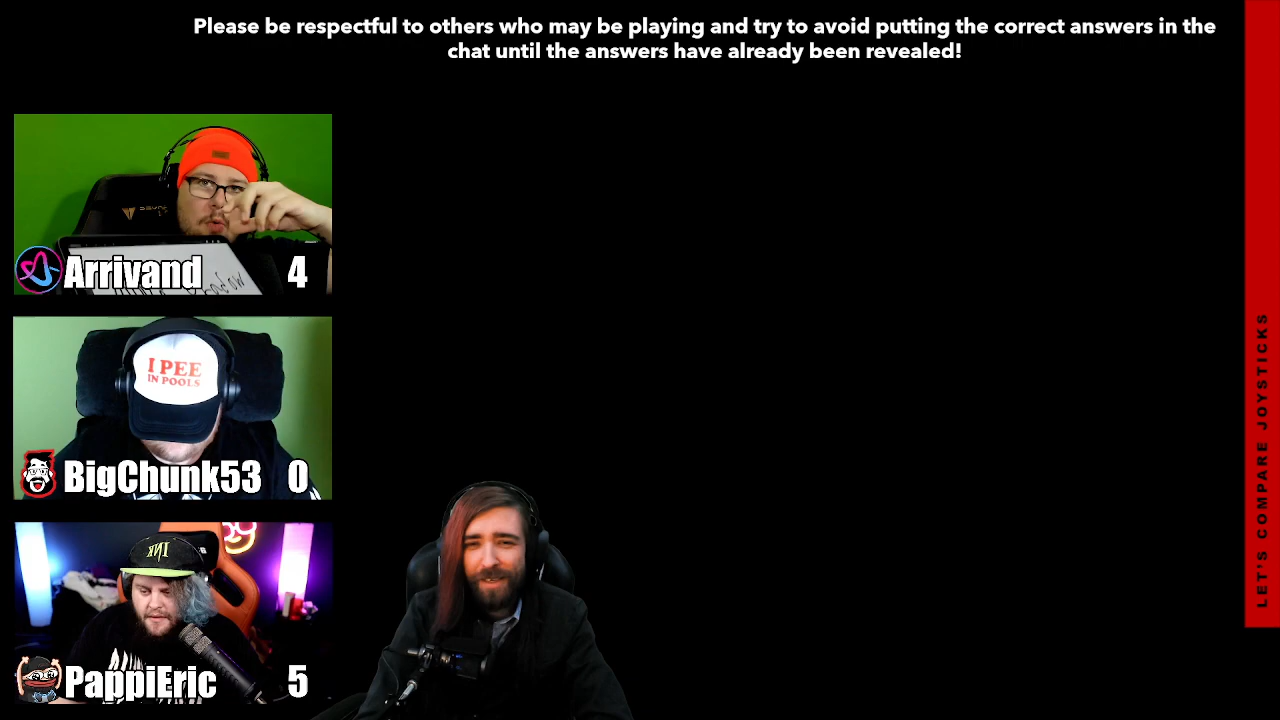 Please be respectful to others who may be playing and try to avoid putting the correct answers in the
chat until the answers have already been revealed!
Arrivand 4
I PEE
IN POOLS
BigChunk53 0
INK
PappiEric 5
LET'S COMPARE JOYSTICKS